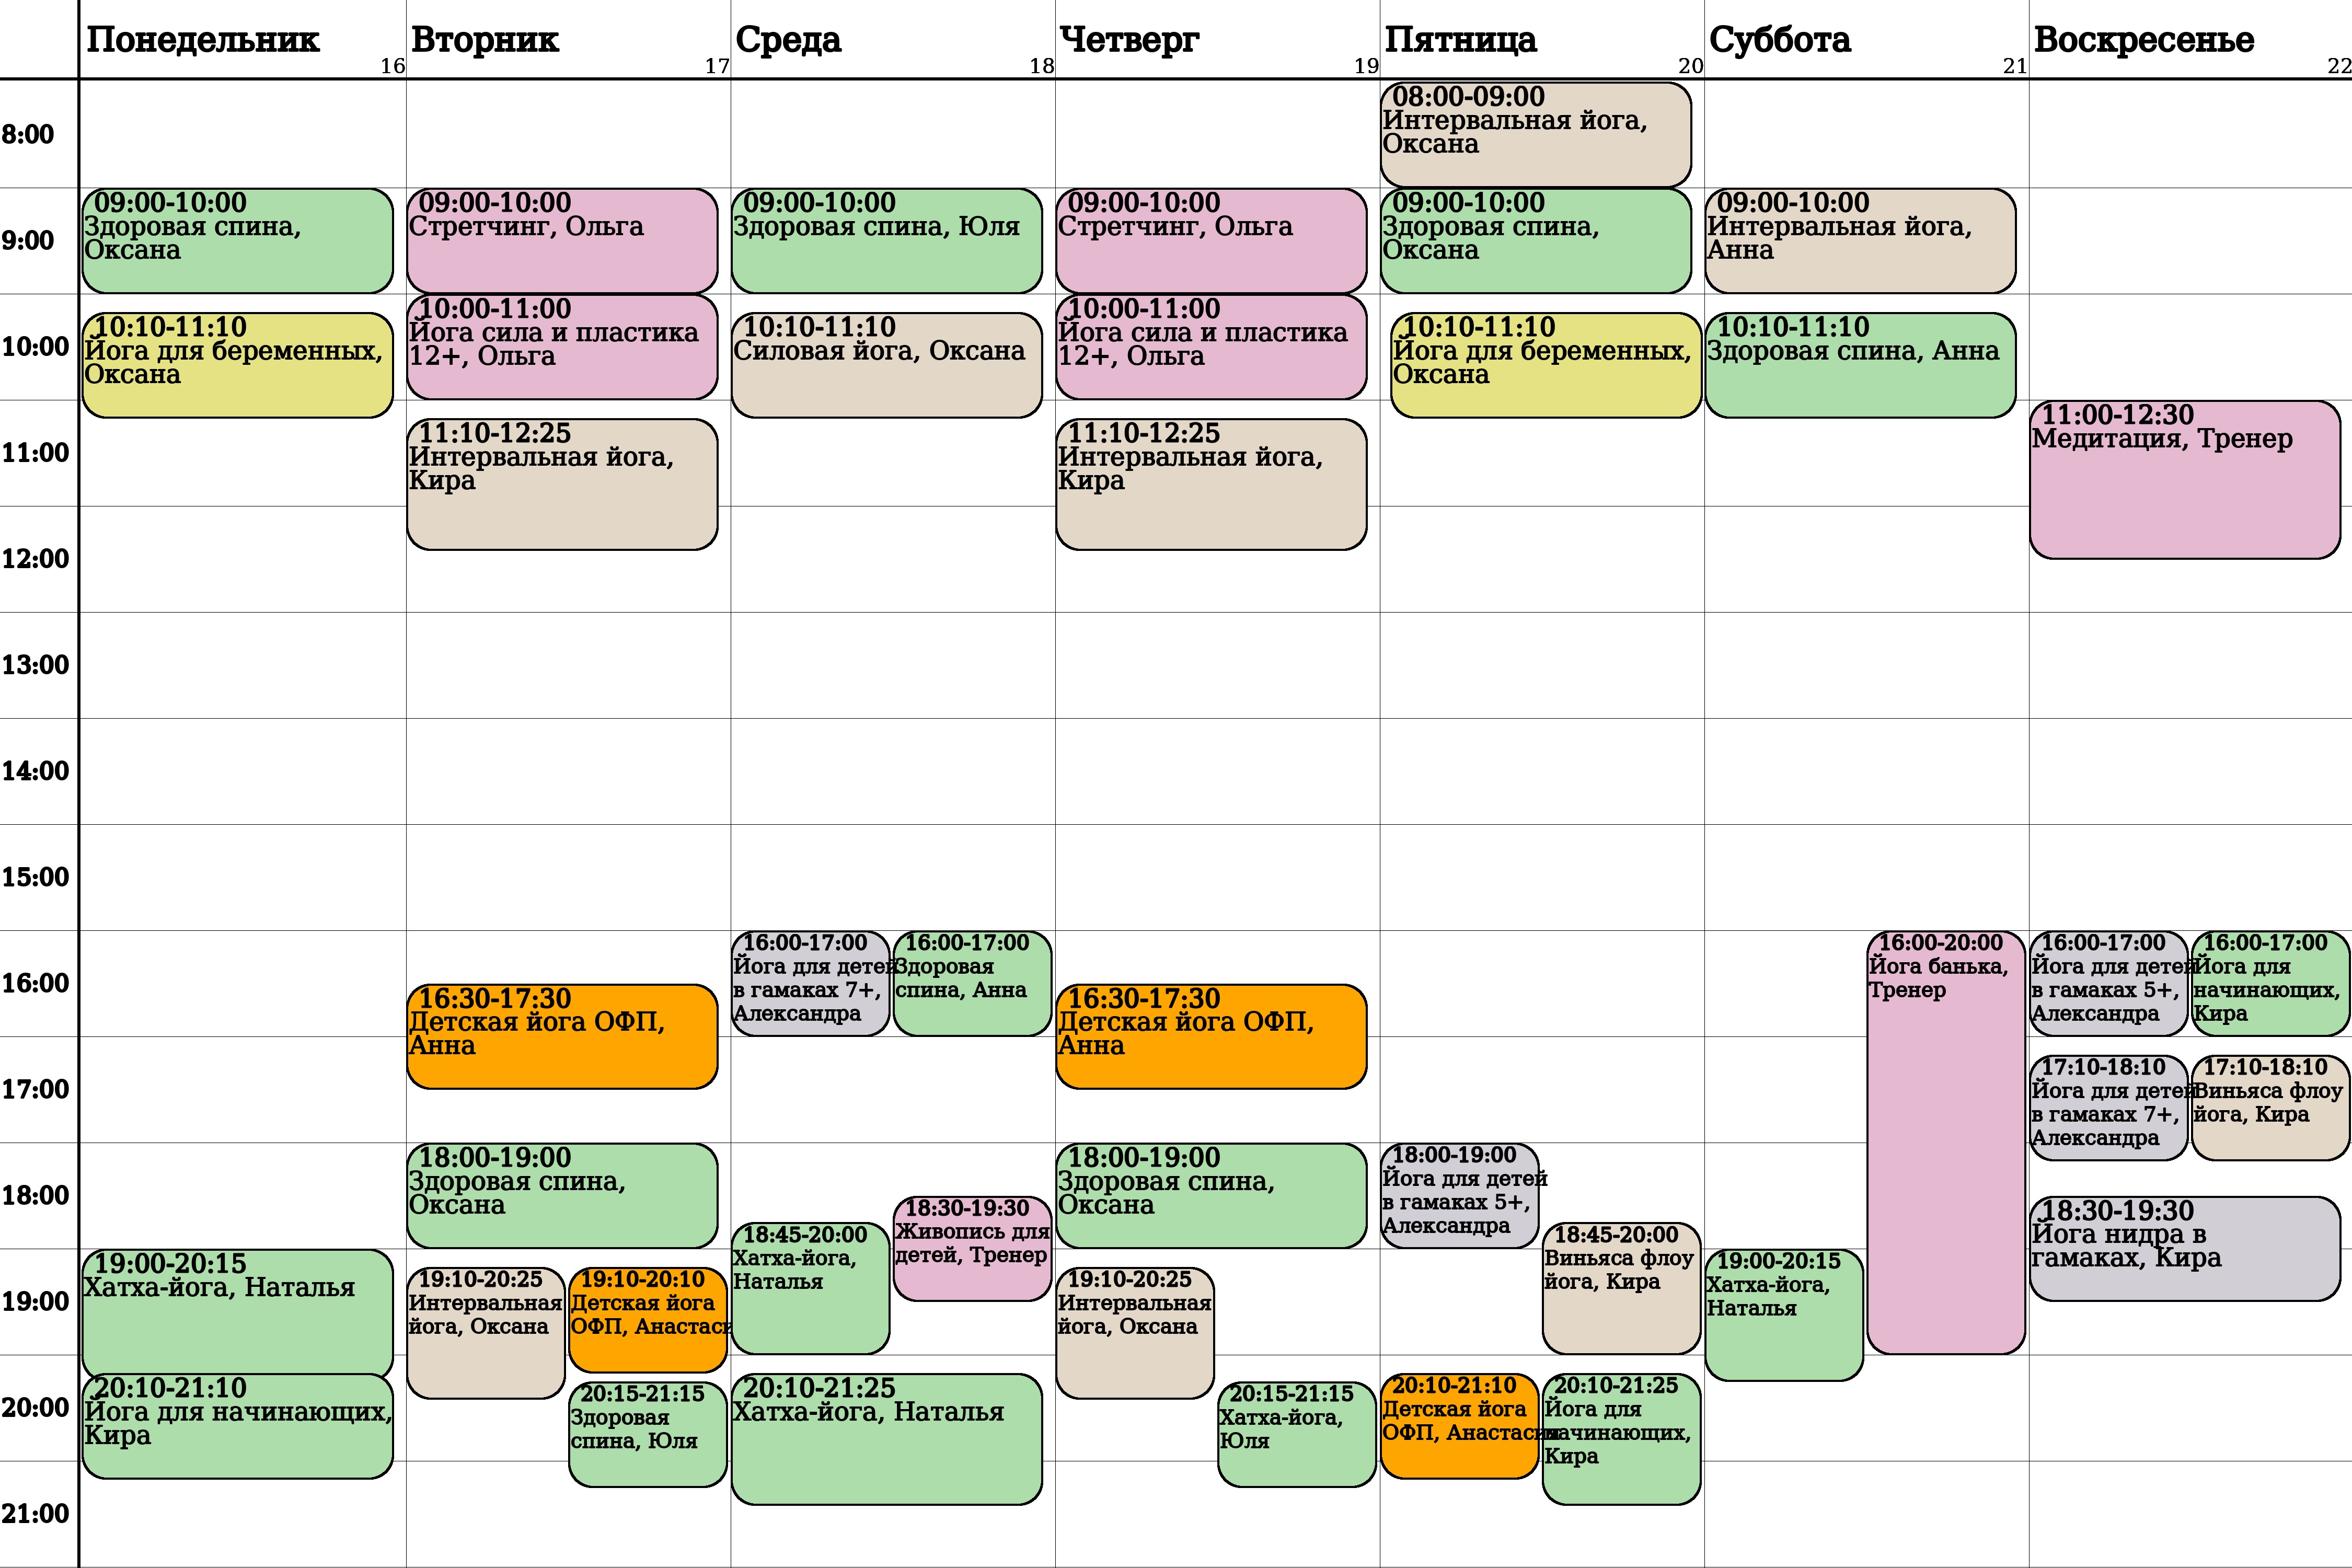 Понедельник
16
Вторник
17
Среда
18
Четверг
19
Пятница
20
Суббота
21
Воскресенье
22
8:00
9:00
10:00
11:00
12:00
13:00
14:00
15:00
16:00
17:00
18:00
19:00
20:00
21:00
09:00-10:00
Здоровая спина,
Оксана
10:10-11:10
Йога для беременных,
Оксана
19:00-20:15
Хатха-йога, Наталья
20:10-21:10
Йога для начинающих,
Кира
09:00-10:00
Стретчинг, Ольга
10:00-11:00
Йога сила и пластика
12+, Ольга
11:10-12:25
Интервальная йога,
Кира
16:30-17:30
Детская йога ОФП,
Анна
18:00-19:00
Здоровая спина,
Оксана
19:10-20:25
Интервальная
йога, Оксана
19:10-20:10
Детская йога
ОФП, Анастаси
20:15-21:15
Здоровая
спина, Юля
09:00-10:00
Здоровая спина, Юля
10:10-11:10
Силовая йога, Оксана
16:00-17:00
Йога для детей
в гамаках 7+,
Александра
16:00-17:00
Здоровая
спина, Анна
18:45-20:00
Хатха-йога,
Наталья
18:30-19:30
Живопись для
детей, Тренер
20:10-21:25
Хатха-йога, Наталья
09:00-10:00
Стретчинг, Ольга
10:00-11:00
Йога сила и пластика
12+, Ольга
11:10-12:25
Интервальная йога,
Кира
16:30-17:30
Детская йога ОФП,
Анна
18:00-19:00
Здоровая спина,
Оксана
19:10-20:25
Интервальная
йога, Оксана
20:15-21:15
Хатха-йога,
Юля
08:00-09:00
Интервальная йога,
Оксана
09:00-10:00
Здоровая спина,
Оксана
10:10-11:10
Йога для беременных,
Оксана
18:00-19:00
Йога для детей
в гамаках 5+,
Александра
18:45-20:00
Виньяса флоу
йога, Кира
20:10-21:10
Детская йога
ОФП, Анастасия
20:10-21:25
Йога для
начинающих,
Кира
09:00-10:00
Интервальная йога,
Анна
10:10-11:10
Здоровая спина, Анна
16:00-20:00
Йога банька,
Тренер
19:00-20:15
Хатха-йога,
Наталья
11:00-12:30
Медитация, Тренер
16:00-17:00
Йога для детей
в гамаках 5+,
Александра
16:00-17:00
Йога для
начинающих,
Кира
17:10-18:10
Йога для детей
в гамаках 7+,
Александра
17:10-18:10
Виньяса флоу
йога, Кира
18:30-19:30
Йога нидра в
гамаках, Кира